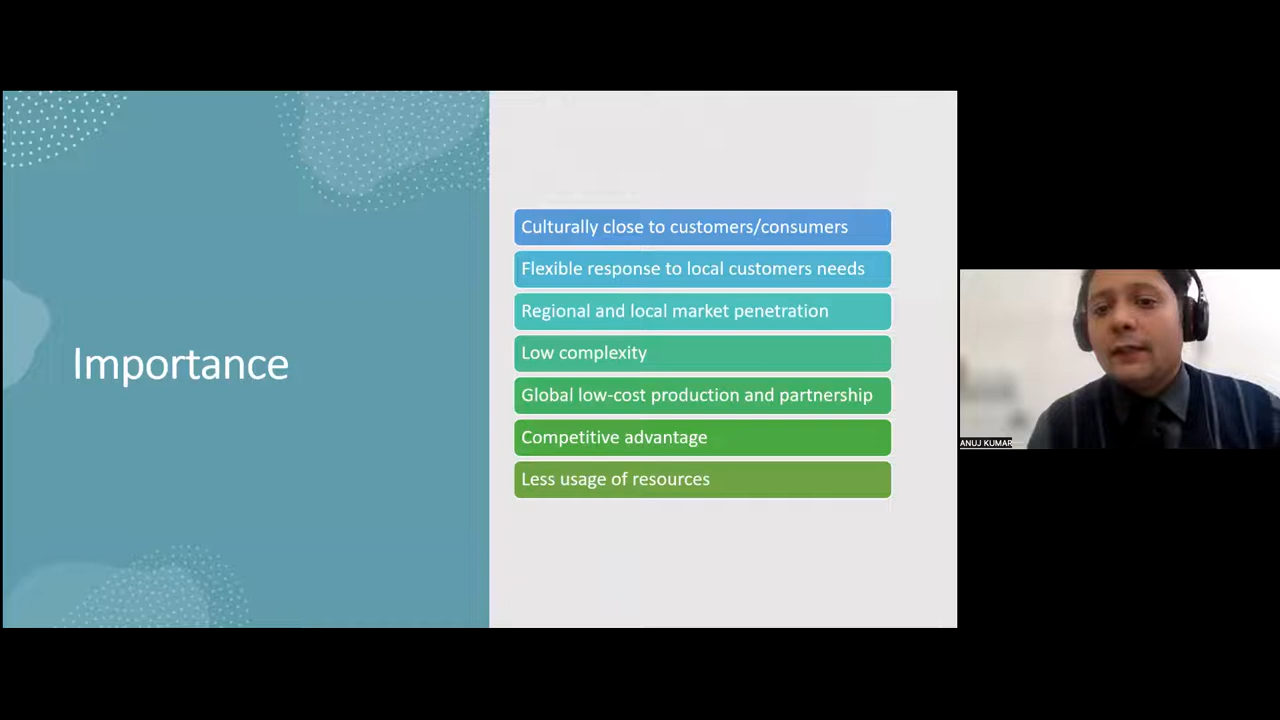 Importance
Culturally close to customers/consumers
Flexible response to local customers needs
Regional and local market penetration
Low complexity
Global low-cost production and partnership
Competitive advantage
Less usage of resources
ANUJ KUMAR